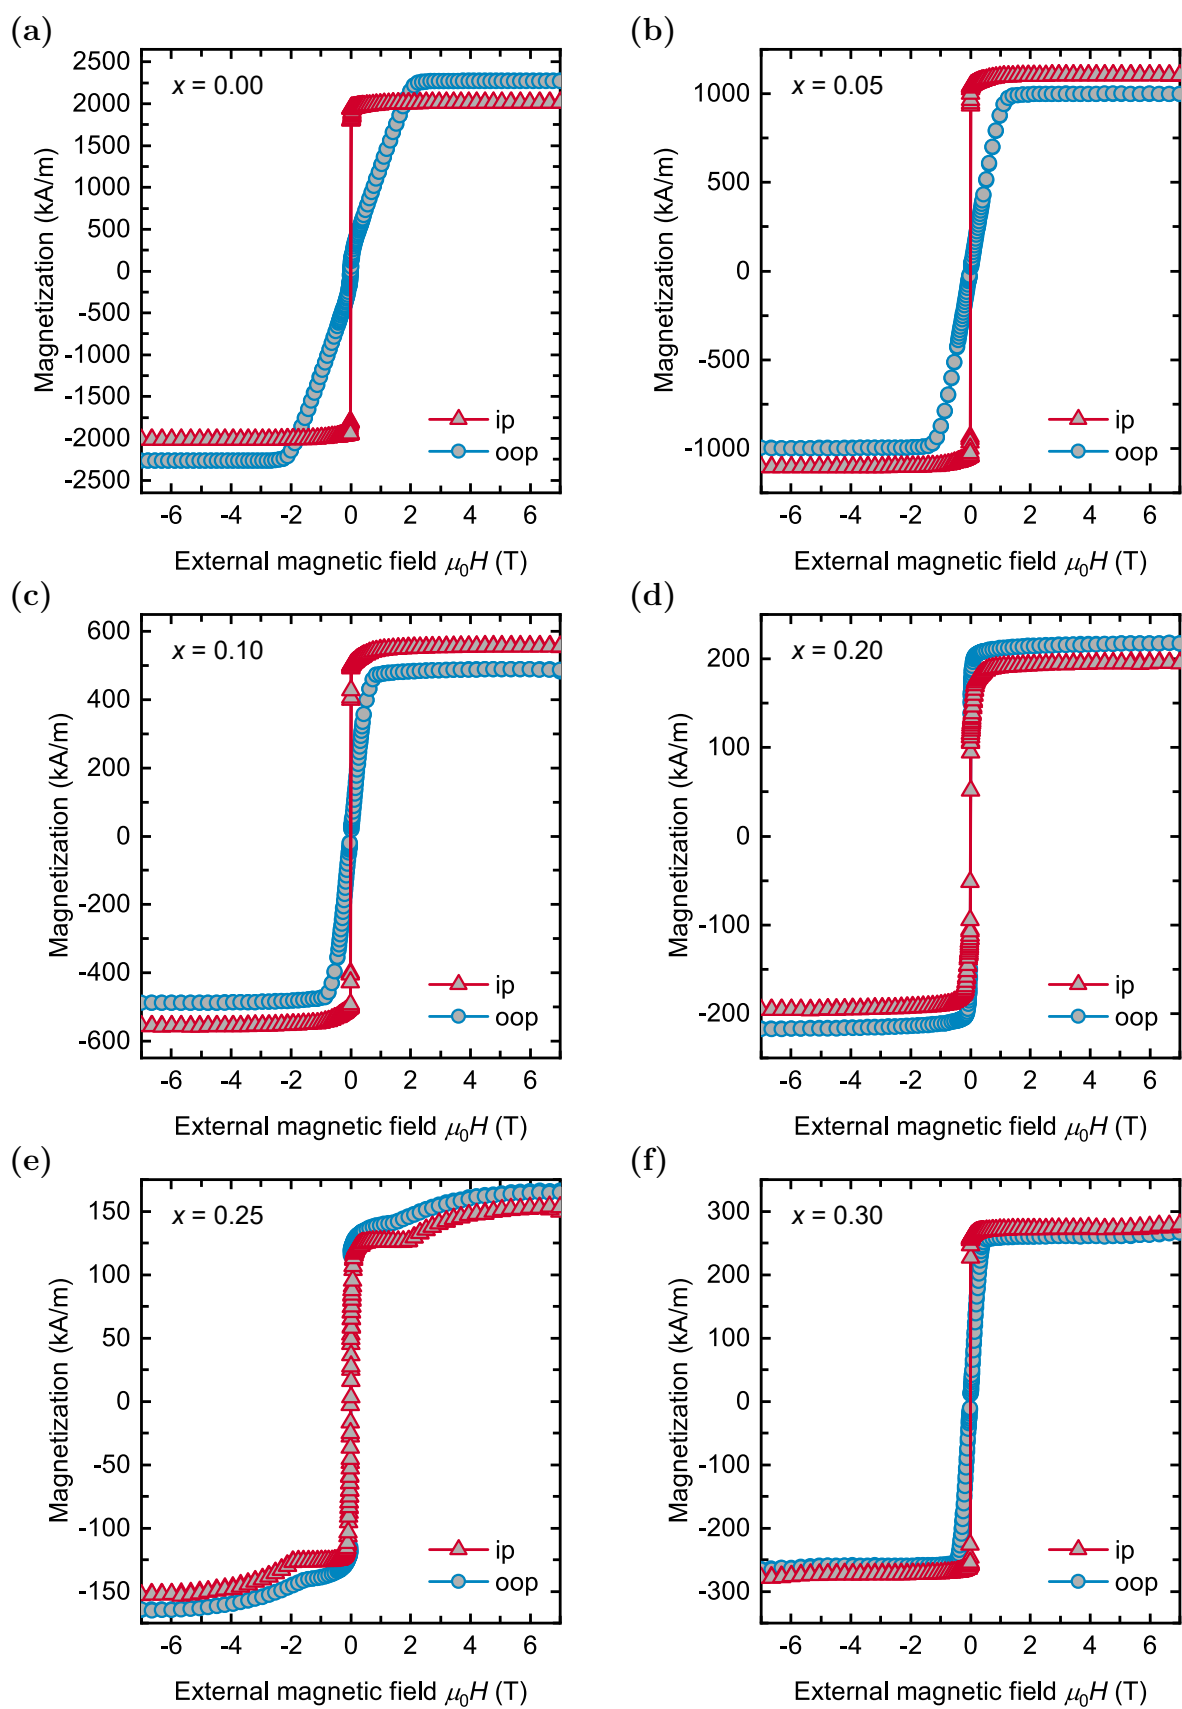 (a)
x = 0.00
2500
2000
1500
1000
500
0
-500
-1000
-1500
-2000
-2500
Magnetization (kA/m)
ip
oop
-6 -4 -2 0 2 4 6
External magnetic field μ₀H (T)
(b)
x = 0.05
1000
500
0
-500
-1000
Magnetization (kA/m)
ip
oop
-6 -4 -2 0 2 4 6
External magnetic field μ₀H (T)
(c)
x = 0.10
600
400
200
0
-200
-400
-600
Magnetization (kA/m)
ip
oop
-6 -4 -2 0 2 4 6
External magnetic field μ₀H (T)
(d)
x = 0.20
200
100
0
-100
-200
Magnetization (kA/m)
ip
oop
-6 -4 -2 0 2 4 6
External magnetic field μ₀H (T)
(e)
x = 0.25
150
100
50
0
-50
-100
-150
Magnetization (kA/m)
ip
oop
-6 -4 -2 0 2 4 6
External magnetic field μ₀H (T)
(f)
x = 0.30
300
200
100
0
-100
-200
-300
Magnetization (kA/m)
ip
oop
-6 -4 -2 0 2 4 6
External magnetic field μ₀H (T)